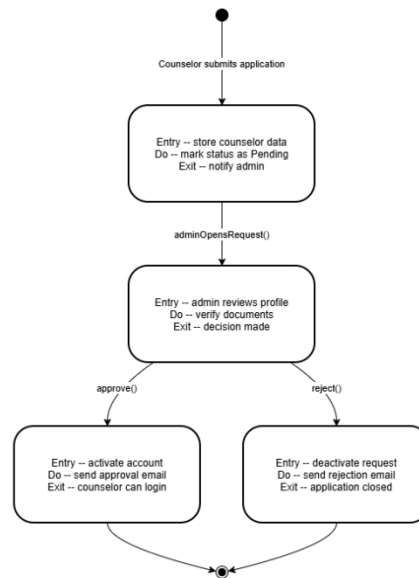 Counselor submits application
Entry -- store counselor data
Do -- mark status as Pending
Exit -- notify admin
adminOpensRequest()
Entry -- admin reviews profile
Do -- verify documents
Exit -- decision made
approve()
reject()
Entry -- activate account
Do -- send approval email
Exit -- counselor can login
Entry -- deactivate request
Do -- send rejection email
Exit -- application closed